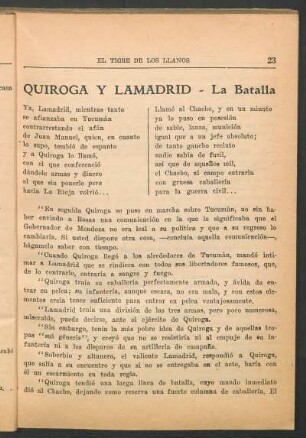 EL TIGRE DE LOS LLANOS 23
QUIROGA Y LAMADRID - La Batalla
Ya, Lamadrid, mientras tanto
se afianzaba en Tucumán
contrarrestando el afán
de Juan Manuel, quien, en cuanto
lo supo, tembló de espanto
y a Quiroga lo llamó,
con el que conferenció
dándole armas y dinero
el que sin ponerle pero
hacia La Rioja volvió...
Llamó al Chacho, y en un minuto
ya lo puso en posesión
de sable, lanza, munición
igual que a un jefe absoluto;
de tante gaucho recluto
nadie sabía de fusil,
así que de aquellos mil,
el Chacho, al campo entraría
con gruesa caballería
para la guerra civil...
"En seguida Quiroga se puso en marcha sobre Tucumán, no sin ha-
ber enviado a Rosas una comunicación en la que le significaba que el
Gobernador de Mendoza no era leal a su política y que a su regreso lo
cambiaría. Si usted dispone otra cosa, —concluía aquella comunicación—,
hágamelo saber con tiempo.
"Cuando Quiroga llegó a los alrededores de Tucumán, mandó inti-
mar a Lamadrid que se rindiera con todos sus libertadores famosos, que,
de lo contrario, entraría a sangre y fuego.
"Quiroga traía su caballería perfectamente armada, y ávida de en-
trar en pelea; su infantería, aunque escasa, no era mala, y con estos ele-
mentos creía tener suficiente para entrar en pelea ventajosamente.
"Lamadrid tenía una división de las tres armas, pero poco numerosa,
miserable, puede decirse, ante el ejército de Quiroga.
"Sin embargo, tenía la más pobre idea de Quiroga y de aquellas tropas
"sui géneris", y creyó que no se resistiría ni al empuje de su infan-
tería ni a los disparos de su artillería de campaña.
"Soberbio y altanero, el valiente Lamadrid, respondió a Quiroga,
que salía a su encuentro y que si no se entregaba en el acto, haría con
él un escarmiento en toda regla.
"Quiroga tendió una larga línea de batalla, cuyo mando inmediato
dió al Chacho, dejando como reserva una fuerte columna de caballería. El